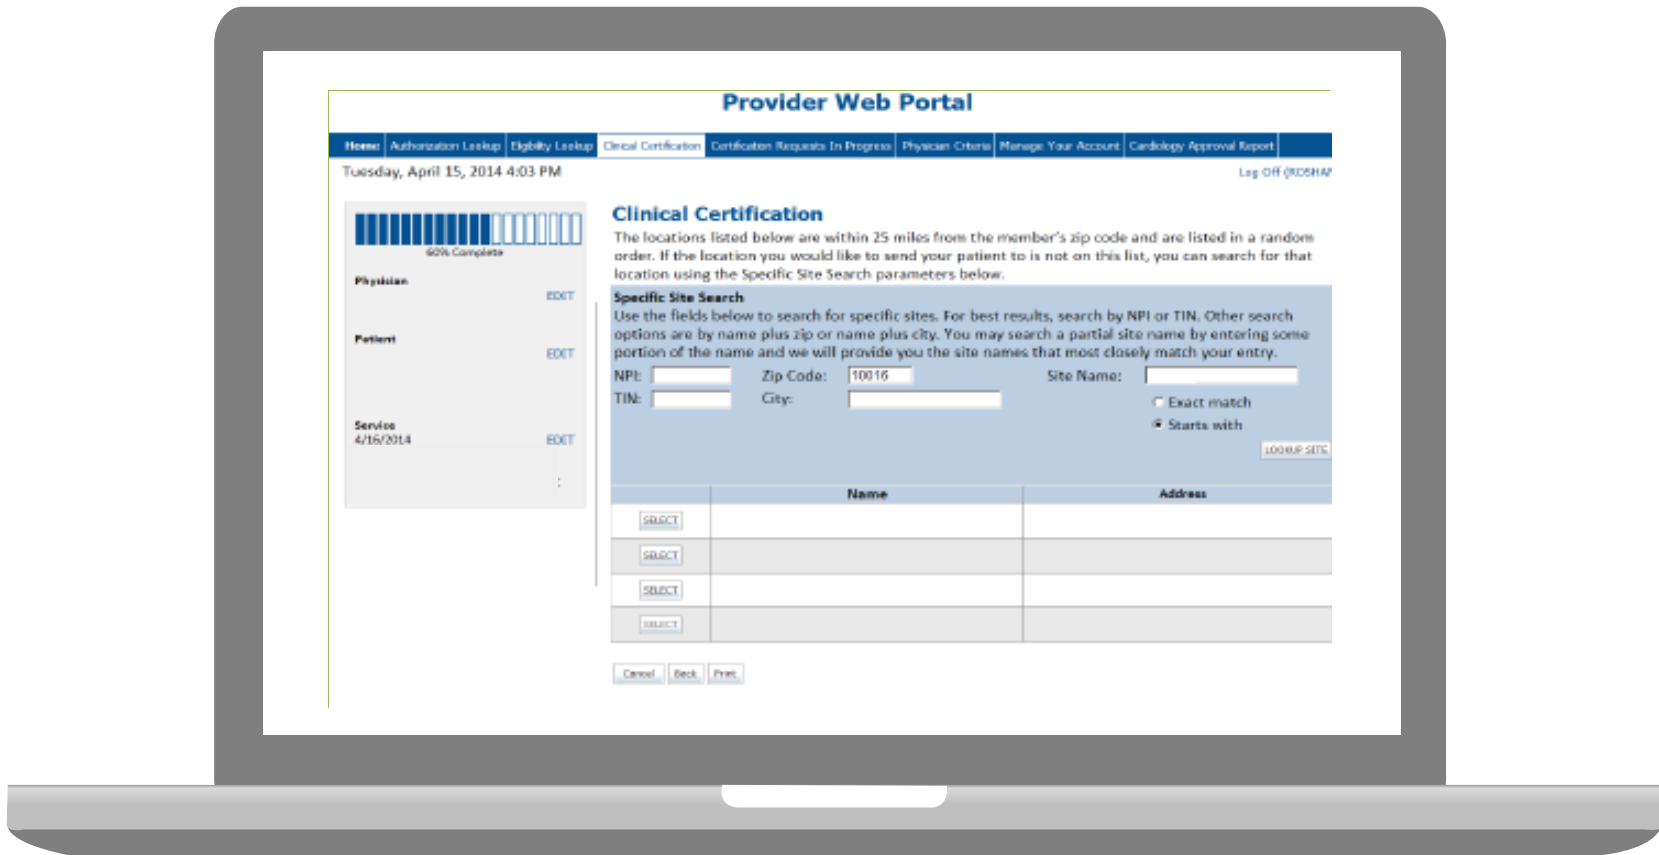 Provider Web Portal
Home Authorization Lookup Eligibility Lookup Clinical Certification Certification Requests In Progress Physician Criteria Manage Your Account Cardiology Approval Report
Tuesday, April 15, 2014 4:03 PM
Log Off (ROSHAN
60% Complete
Physician
EDIT
Patient
EDIT
Service
4/16/2014 EDIT
:
Clinical Certification
The locations listed below are within 25 miles from the member's zip code and are listed in a random
order. If the location you would like to send your patient to is not on this list, you can search for that
location using the Specific Site Search parameters below.
Specific Site Search
Use the fields below to search for specific sites. For best results, search by NPI or TIN. Other search
options are by name plus zip or name plus city. You may search a partial site name by entering some
portion of the name and we will provide you the site names that most closely match your entry.
NPI: Zip Code: 10016 Site Name:
TIN: City:
Exact match
Starts with
LOOKUP SITE
Name Address
SELECT
SELECT
SELECT
SELECT
Cancel Back Print